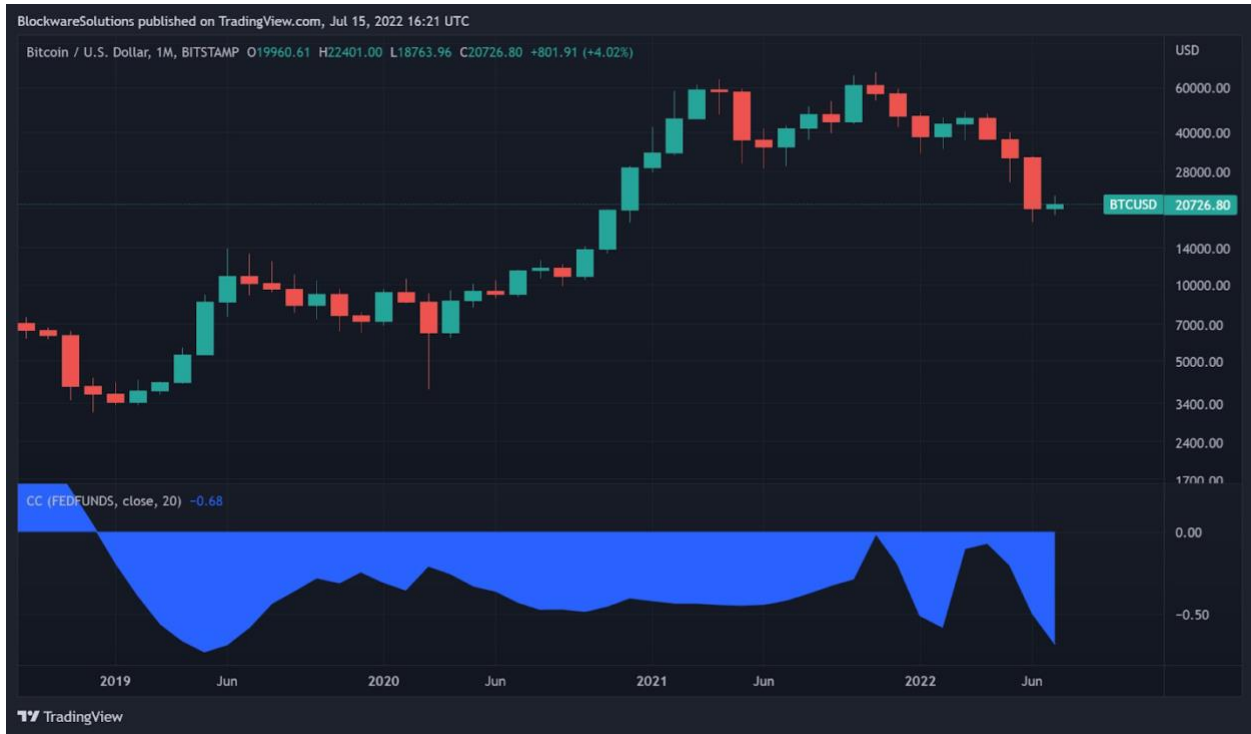 BlockwareSolutions published on TradingView.com, Jul 15, 2022 16:21 UTC
Bitcoin / U.S. Dollar, 1M, BITSTAMP O19960.61 H22401.00 L18763.96 C20726.80 +801.91 (+4.02%)
USD
60000.00
40000.00
28000.00
BTCUSD 20726.80
14000.00
10000.00
7000.00
5000.00
3400.00
2400.00
1700.00
CC (FEDFUNDS, close, 20) −0.68
0.00
−0.50
2019 Jun 2020 Jun 2021 Jun 2022 Jun
TradingView